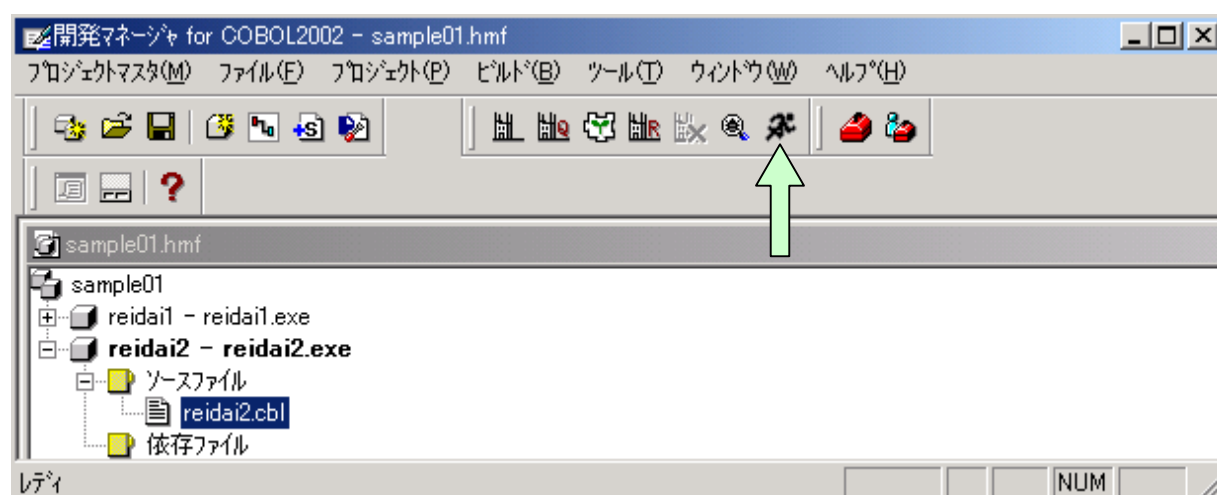 開発ﾏﾈｰｼﾞｬ for COBOL2002 - sample01.hmf
ﾌﾟﾛｼﾞｪｸﾄﾏｽﾀ(M) ﾌｧｲﾙ(F) ﾌﾟﾛｼﾞｪｸﾄ(P) ﾋﾞﾙﾄﾞ(B) ﾂｰﾙ(T) ｳｨﾝﾄﾞｳ(W) ﾍﾙﾌﾟ(H)
sample01.hmf
sample01
reidai1 - reidai1.exe
reidai2 - reidai2.exe
ｿｰｽﾌｧｲﾙ
reidai2.cbl
依存ﾌｧｲﾙ
ﾚﾃﾞｨ NUM